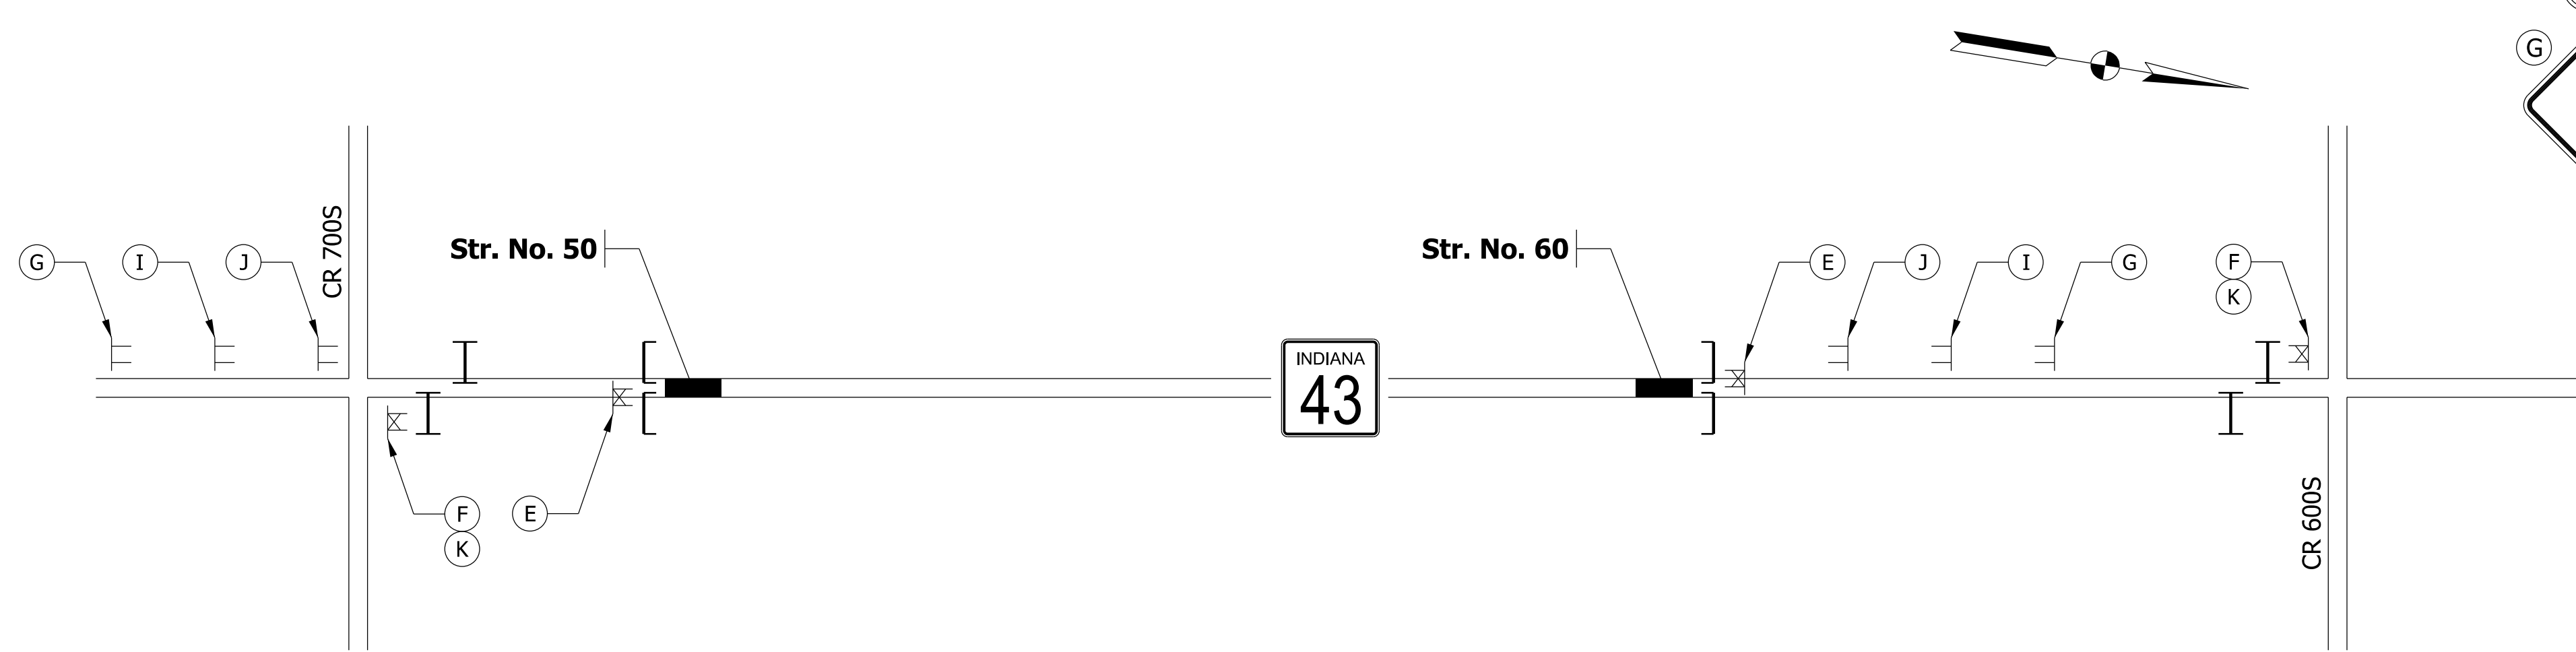 G
CR 700S
Str. No. 50
Str. No. 60
G
I
J
E
J
I
G
F
K
INDIANA
43
F
K
E
CR 600S